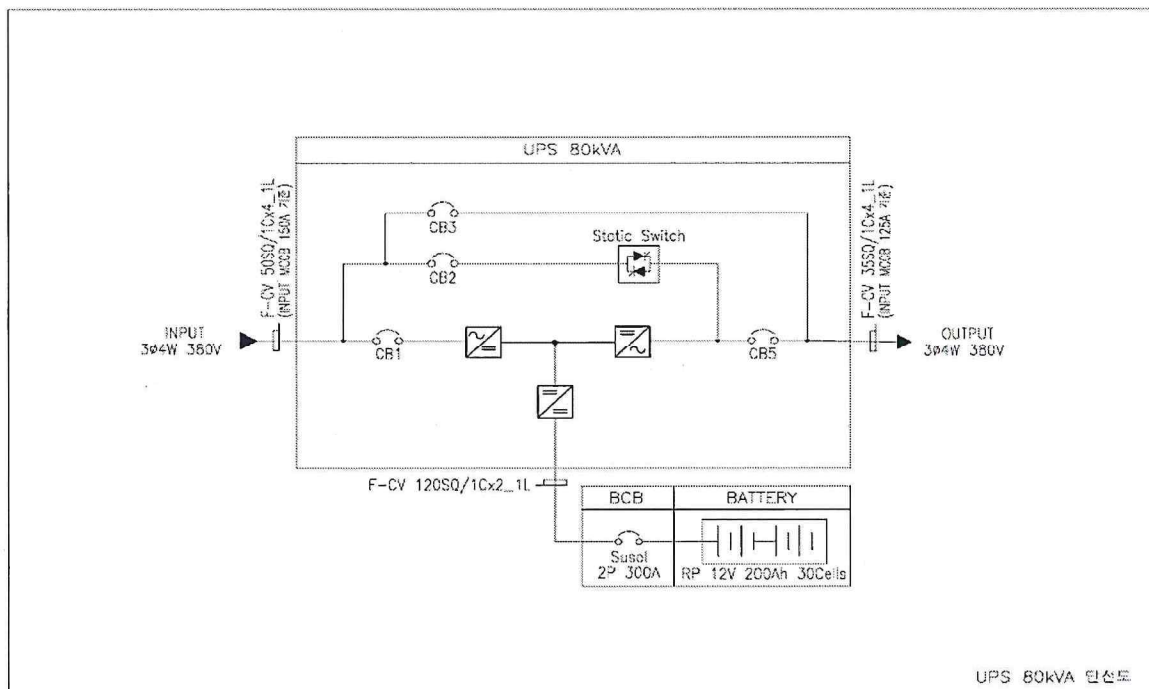 UPS 80kVA
F-CV 50SQ/1Cx4_1L
(INPUT MCCB 150A 기준)
F-CV 35SQ/1Cx4_1L
(INPUT MCCB 125A 기준)
CB3
Static Switch
CB2
INPUT
3ø4W 380V
CB1
CB5
OUTPUT
3ø4W 380V
F-CV 120SQ/1Cx2_1L
BCB
BATTERY
Susol
2P 300A
RP 12V 200Ah 30Cells
UPS 80kVA 단선도